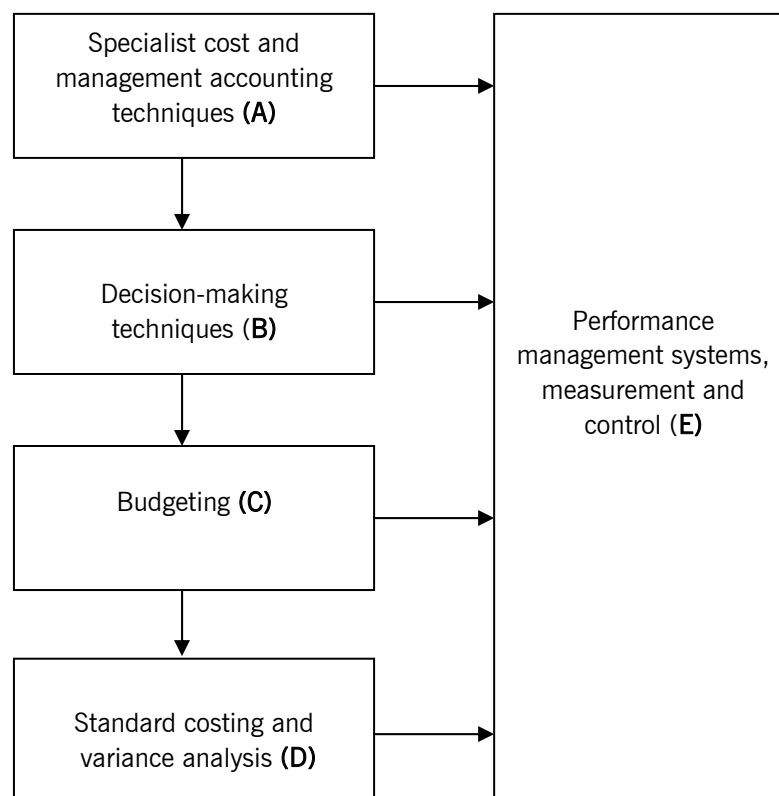 Specialist cost and
management accounting
techniques (A)
Decision-making
techniques (B)
Budgeting (C)
Standard costing and
variance analysis (D)
Performance
management systems,
measurement and
control (E)